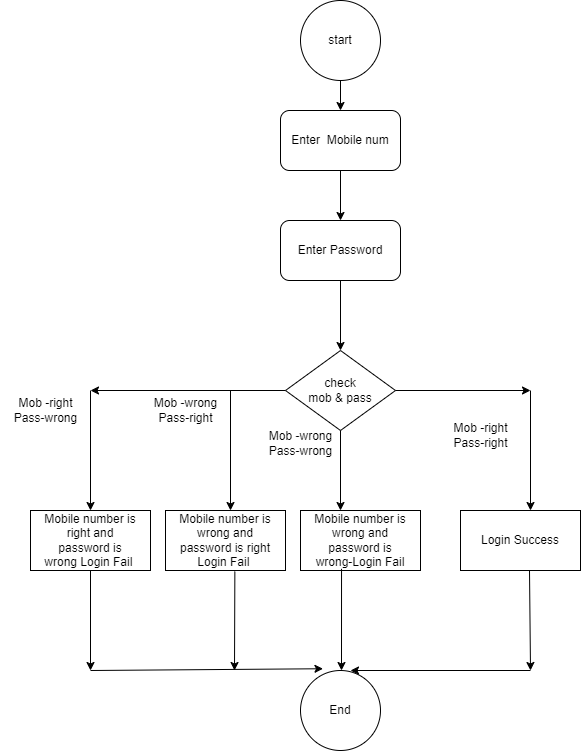 start
Enter Mobile num
Enter Password
check
mob & pass
Mob -right
Pass-wrong
Mob -wrong
Pass-right
Mob -wrong
Pass-wrong
Mob -right
Pass-right
Mobile number is
right and
password is
wrong Login Fail
Mobile number is
wrong and
password is right
Login Fail
Mobile number is
wrong and
password is
wrong-Login Fail
Login Success
End